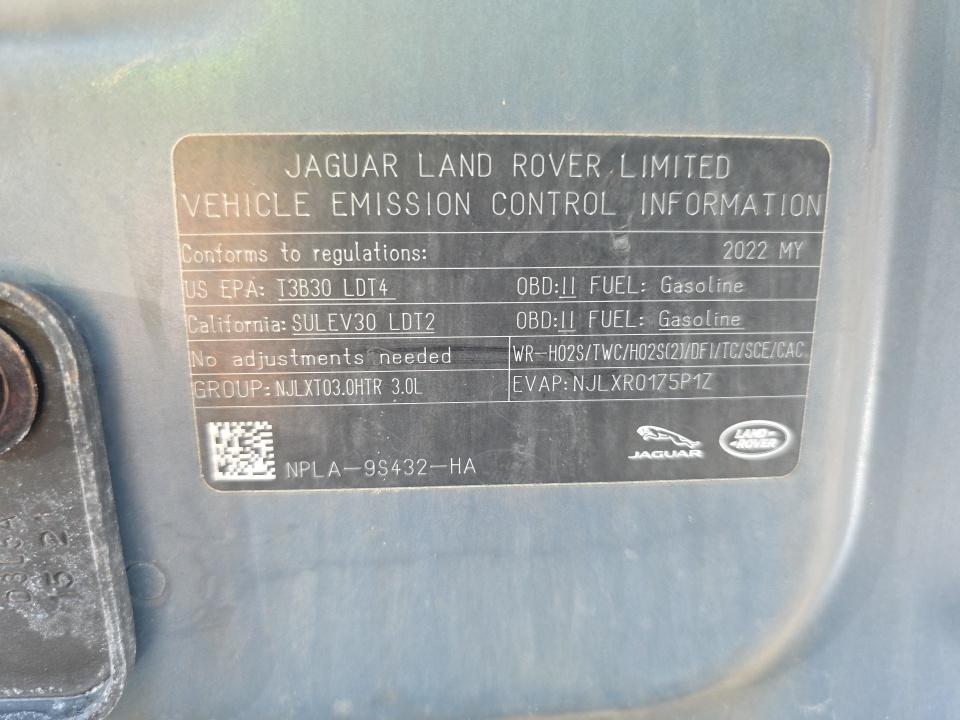 JAGUAR LAND ROVER LIMITED
VEHICLE EMISSION CONTROL INFORMATION
Conforms to regulations: 2022 MY
US EPA: T3B30 LDT4 OBD:II FUEL: Gasoline
California: SULEV30 LDT2 OBD:II FUEL: Gasoline
No adjustments needed WR-HO2S/TWC/HO2S(2)/DFI/TC/SCE/CAC
GROUP: NJLXT03.0HTR 3.0L EVAP: NJLXR0175P1Z
NPLA-9S432-HA
JAGUAR
LAND-ROVER